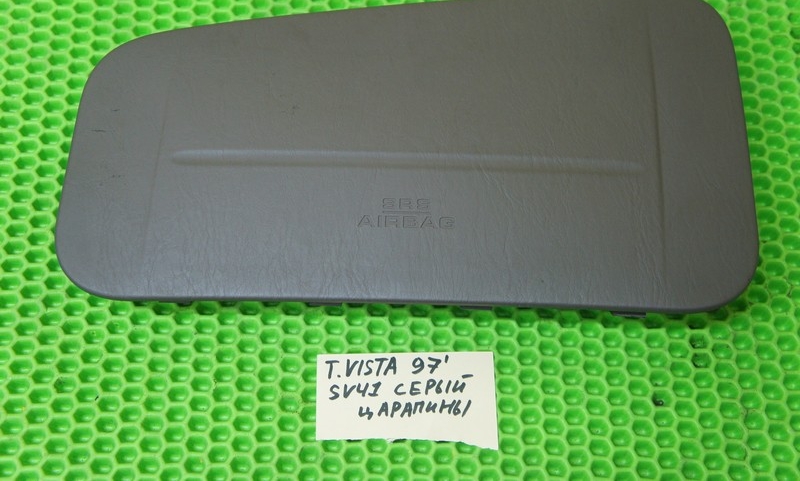 SRS
AIRBAG
T.VISTA 97'
SV41 СЕРЫЙ
ЦАРАПИНЫ